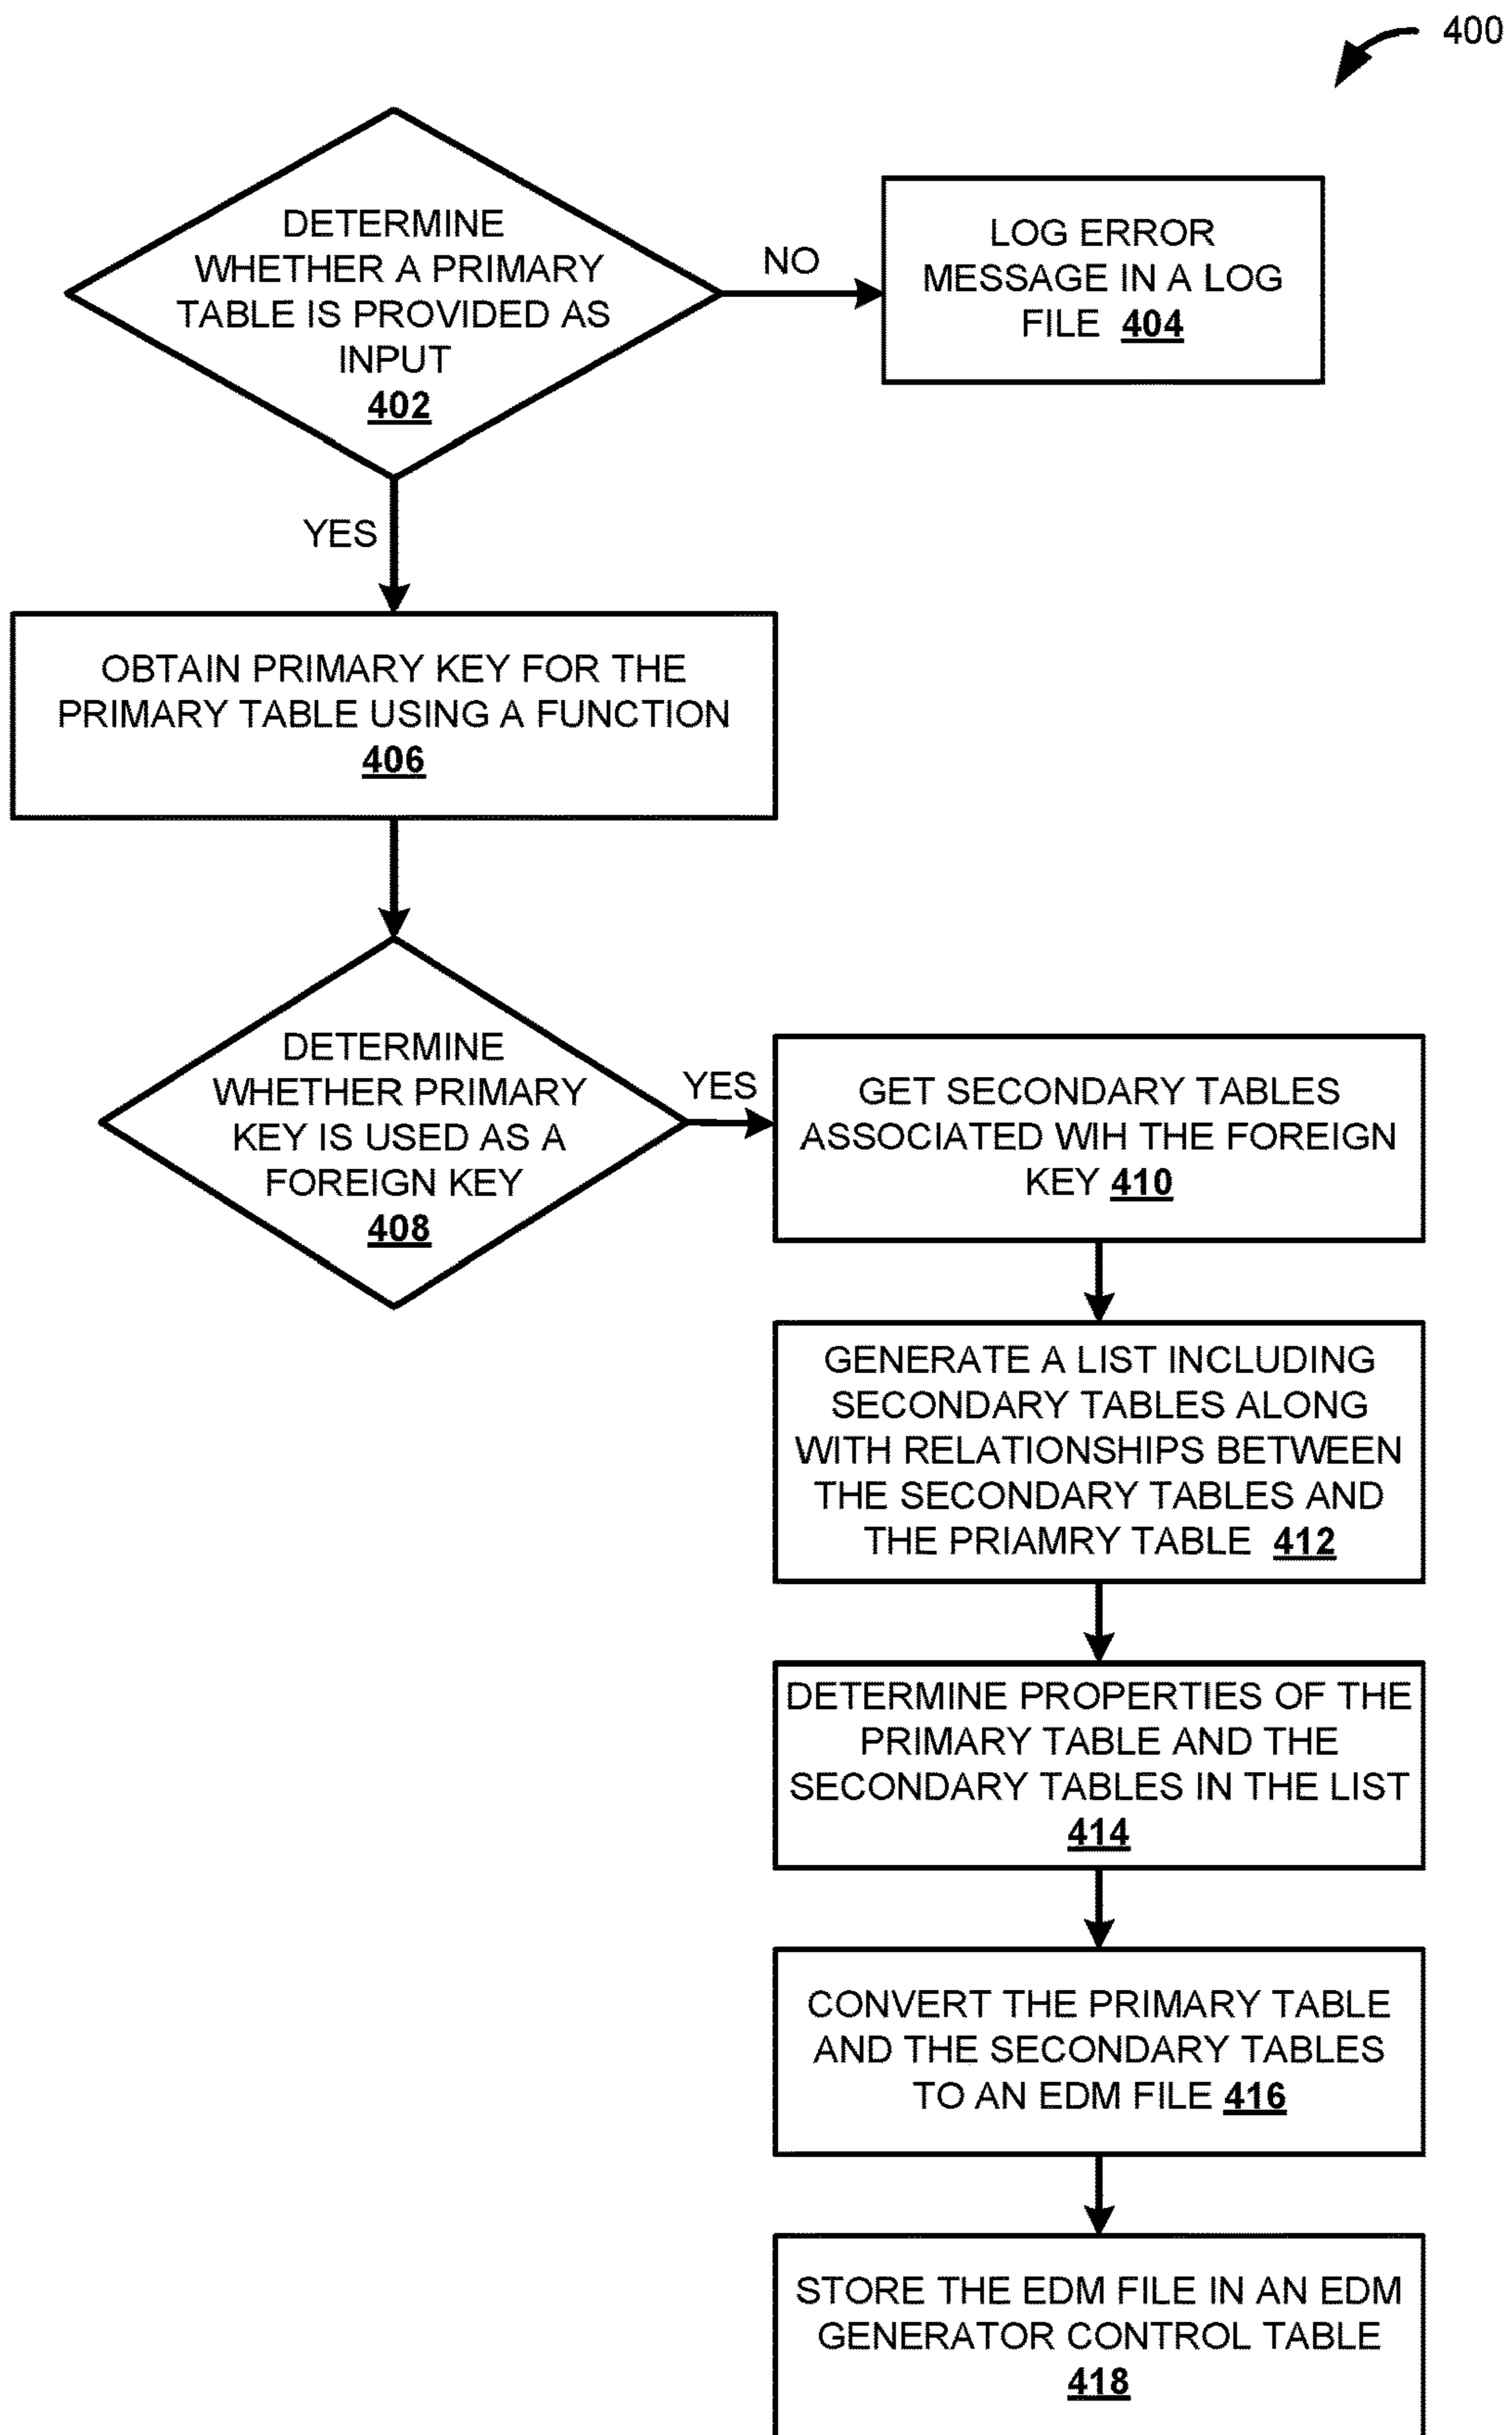 400
DETERMINE
WHETHER A PRIMARY
TABLE IS PROVIDED AS
INPUT
402
NO
LOG ERROR
MESSAGE IN A LOG
FILE 404
YES
OBTAIN PRIMARY KEY FOR THE
PRIMARY TABLE USING A FUNCTION
406
DETERMINE
WHETHER PRIMARY
KEY IS USED AS A
FOREIGN KEY
408
YES
GET SECONDARY TABLES
ASSOCIATED WIH THE FOREIGN
KEY 410
GENERATE A LIST INCLUDING
SECONDARY TABLES ALONG
WITH RELATIONSHIPS BETWEEN
THE SECONDARY TABLES AND
THE PRIAMRY TABLE 412
DETERMINE PROPERTIES OF THE
PRIMARY TABLE AND THE
SECONDARY TABLES IN THE LIST
414
CONVERT THE PRIMARY TABLE
AND THE SECONDARY TABLES
TO AN EDM FILE 416
STORE THE EDM FILE IN AN EDM
GENERATOR CONTROL TABLE
418